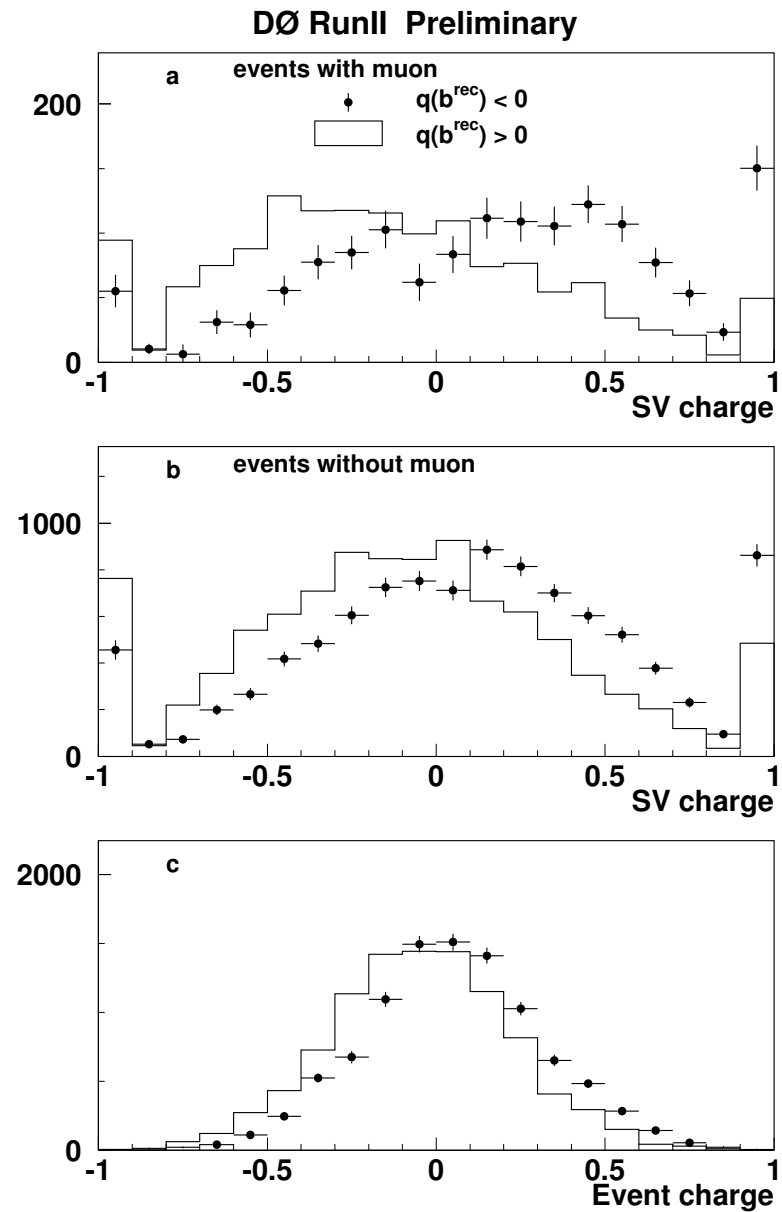 DØ RunII Preliminary
a events with muon
q(b^rec) < 0
q(b^rec) > 0
200
0
-1 -0.5 0 0.5 1
SV charge
b events without muon
1000
0
-1 -0.5 0 0.5 1
SV charge
c
2000
1000
0
-1 -0.5 0 0.5 1
Event charge